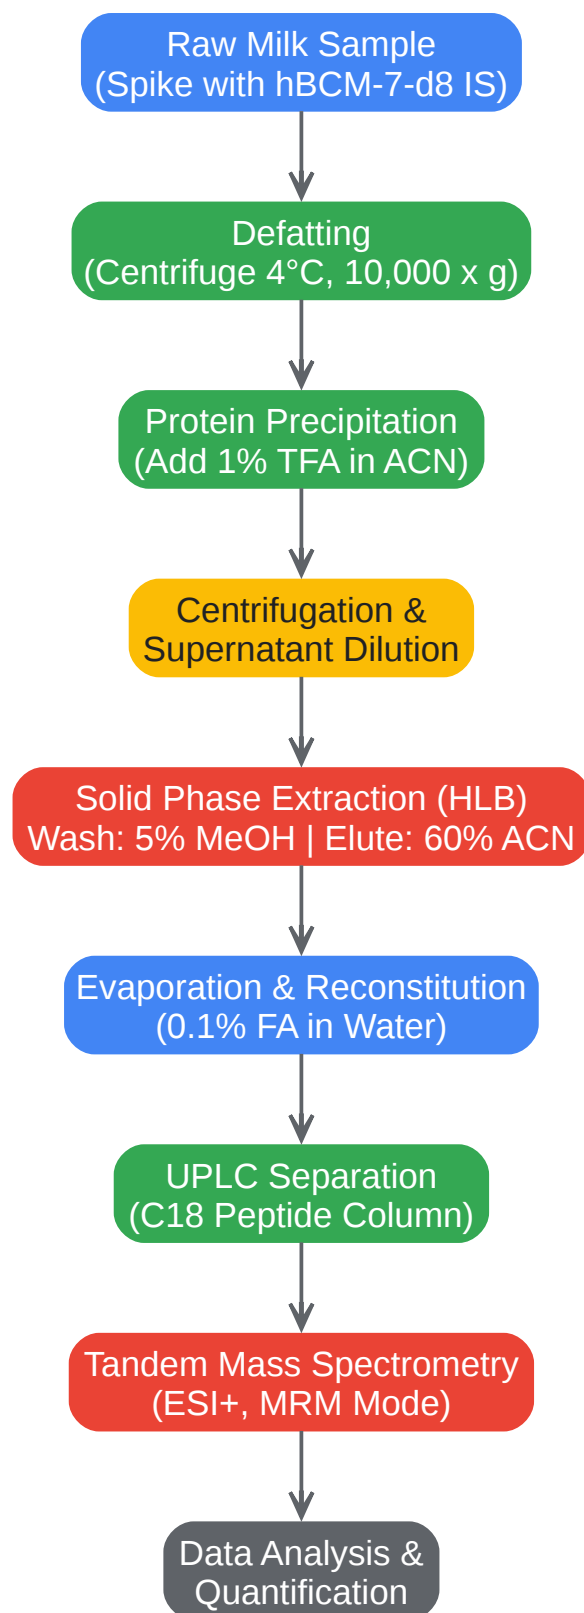 Raw Milk Sample
(Spike with hBCM-7-d8 IS)
Defatting
(Centrifuge 4°C, 10,000 x g)
Protein Precipitation
(Add 1% TFA in ACN)
Centrifugation &
Supernatant Dilution
Solid Phase Extraction (HLB)
Wash: 5% MeOH | Elute: 60% ACN
Evaporation & Reconstitution
(0.1% FA in Water)
UPLC Separation
(C18 Peptide Column)
Tandem Mass Spectrometry
(ESI+, MRM Mode)
Data Analysis &
Quantification